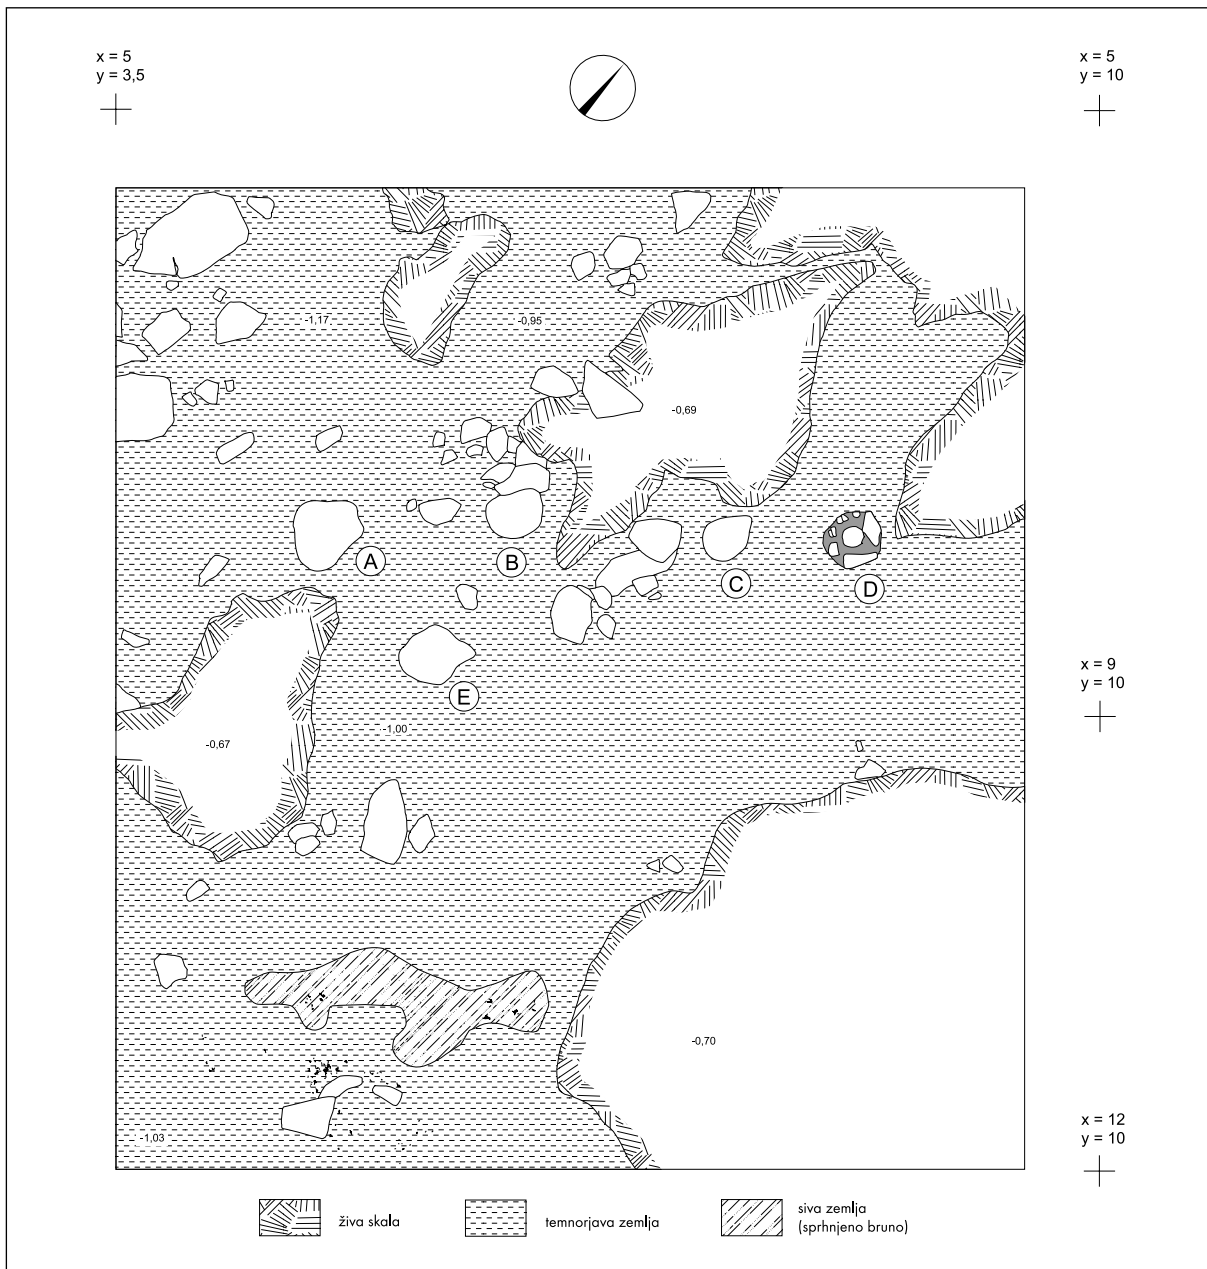 x = 5
y = 3,5
x = 5
y = 10
-1,17
-0,95
-0,69
A
B
C
D
E
x = 9
y = 10
-1,00
-0,67
-0,70
-1,03
x = 12
y = 10
živa skala
temnorjava zemlja
siva zemlja
(sprhnjeno bruno)